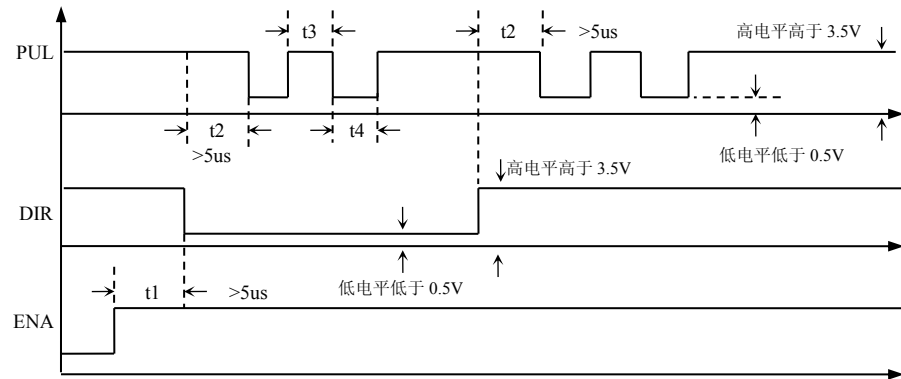 t3
t2
>5us
高电平高于 3.5V
PUL
t2
t4
>5us
低电平低于 0.5V
高电平高于 3.5V
DIR
t1
>5us
低电平低于 0.5V
ENA